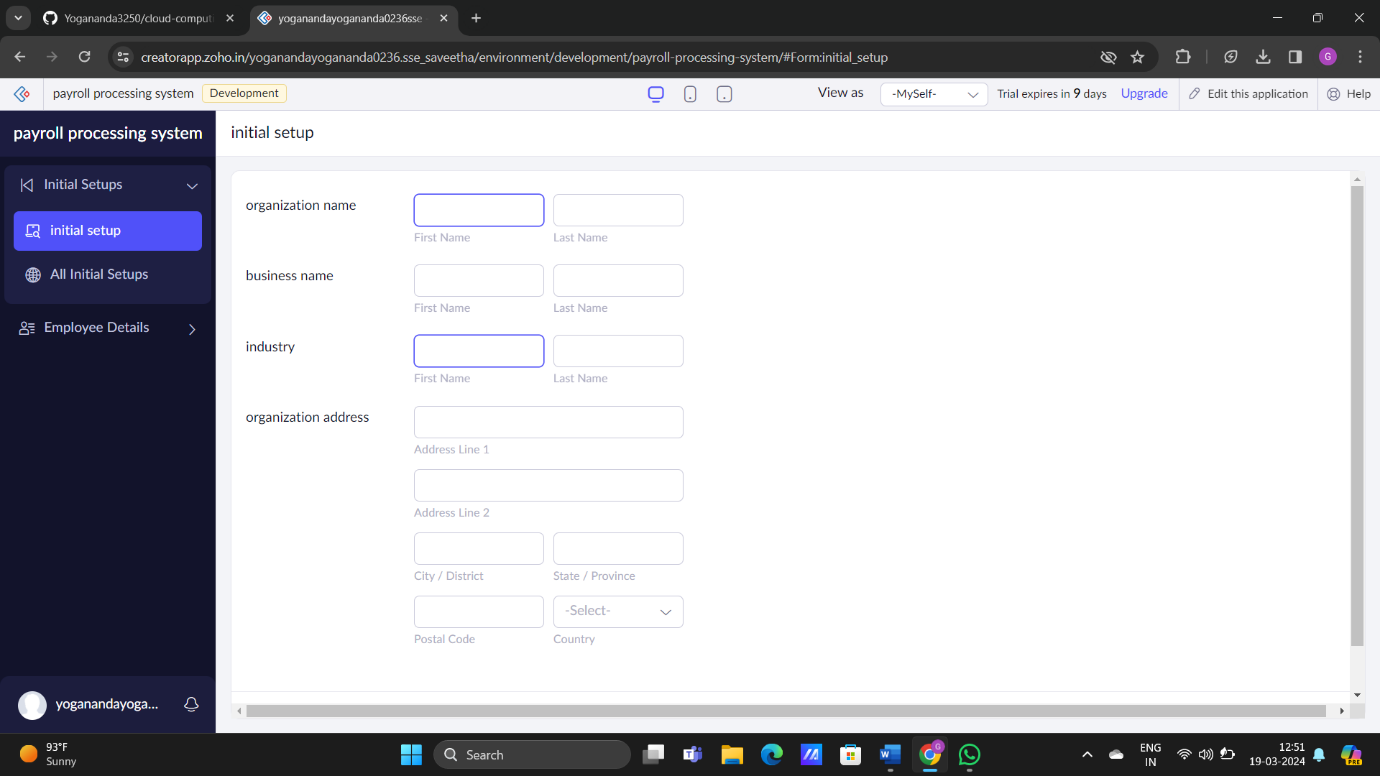 Yogananda3250/cloud-comput
yoganandayogananda0236sse
creatorapp.zoho.in/yoganandayogananda0236.sse_saveetha/environment/development/payroll-processing-system/#Form:initial_setup
G
payroll processing system
Development
View as
-MySelf-
Trial expires in 9 days
Upgrade
Edit this application
Help
payroll processing system
initial setup
Initial Setups
initial setup
All Initial Setups
Employee Details
organization name
First Name
Last Name
business name
First Name
Last Name
industry
First Name
Last Name
organization address
Address Line 1
Address Line 2
City / District
State / Province
-Select-
Postal Code
Country
yoganandayoga...
93°F
Sunny
Search
G
ENG
IN
12:51
19-03-2024
PRE